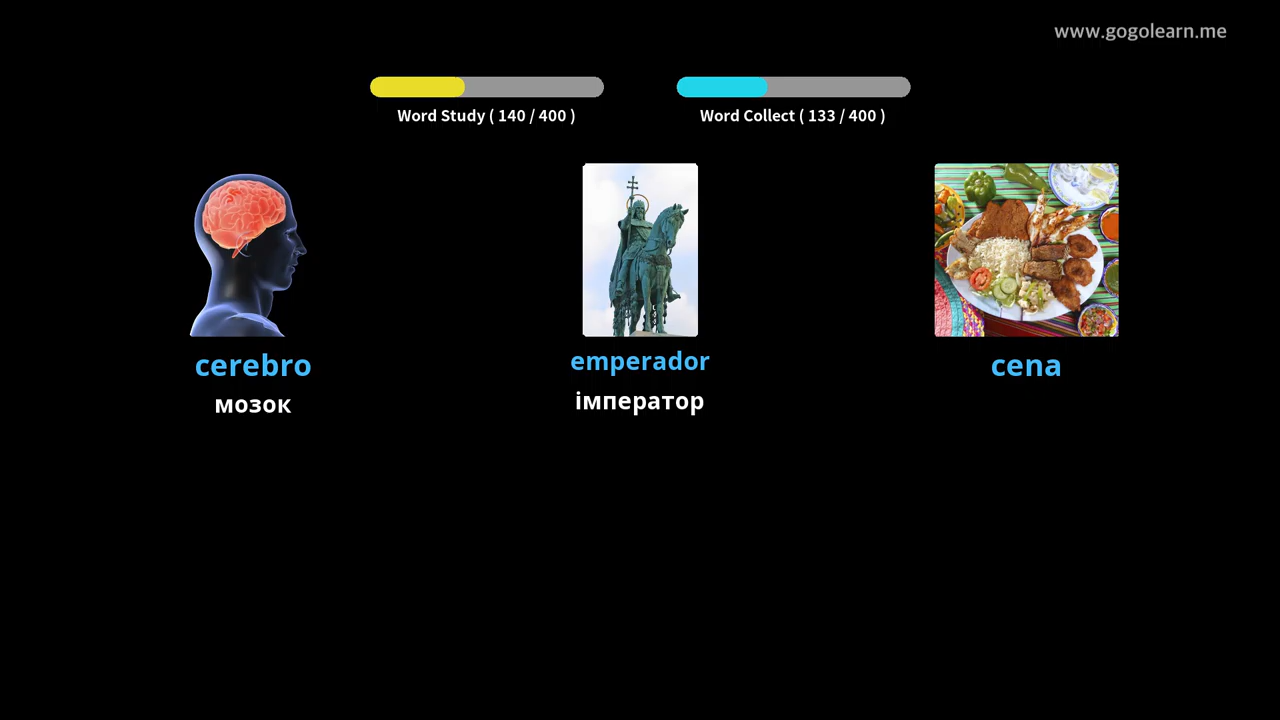 www.gogolearn.me
Word Study ( 140 / 400 )
Word Collect ( 133 / 400 )
cerebro
emperador
cena
мозок
імператор